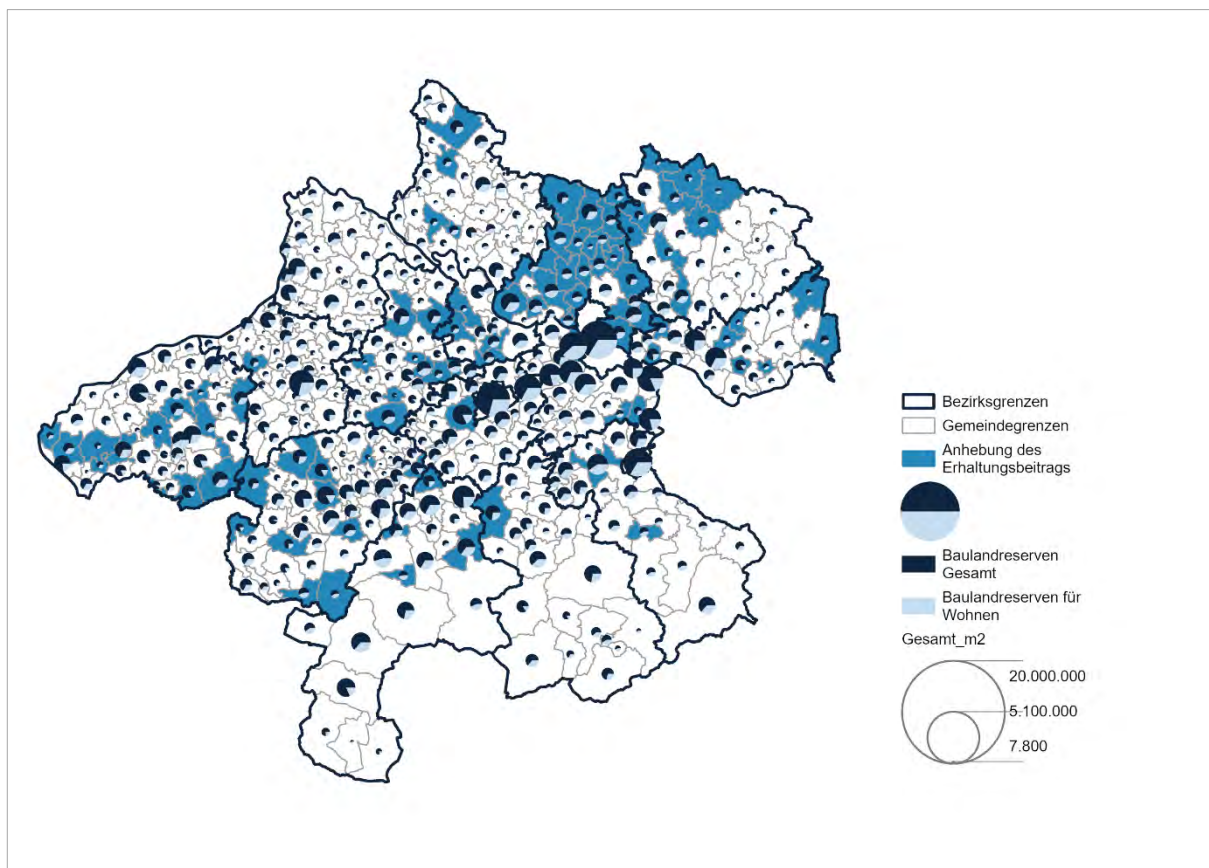 Bezirksgrenzen
Gemeindegrenzen
Anhebung des
Erhaltungsbeitrags
Baulandreserven
Gesamt
Baulandreserven für
Wohnen
Gesamt_m2
20.000.000
5.100.000
7.800